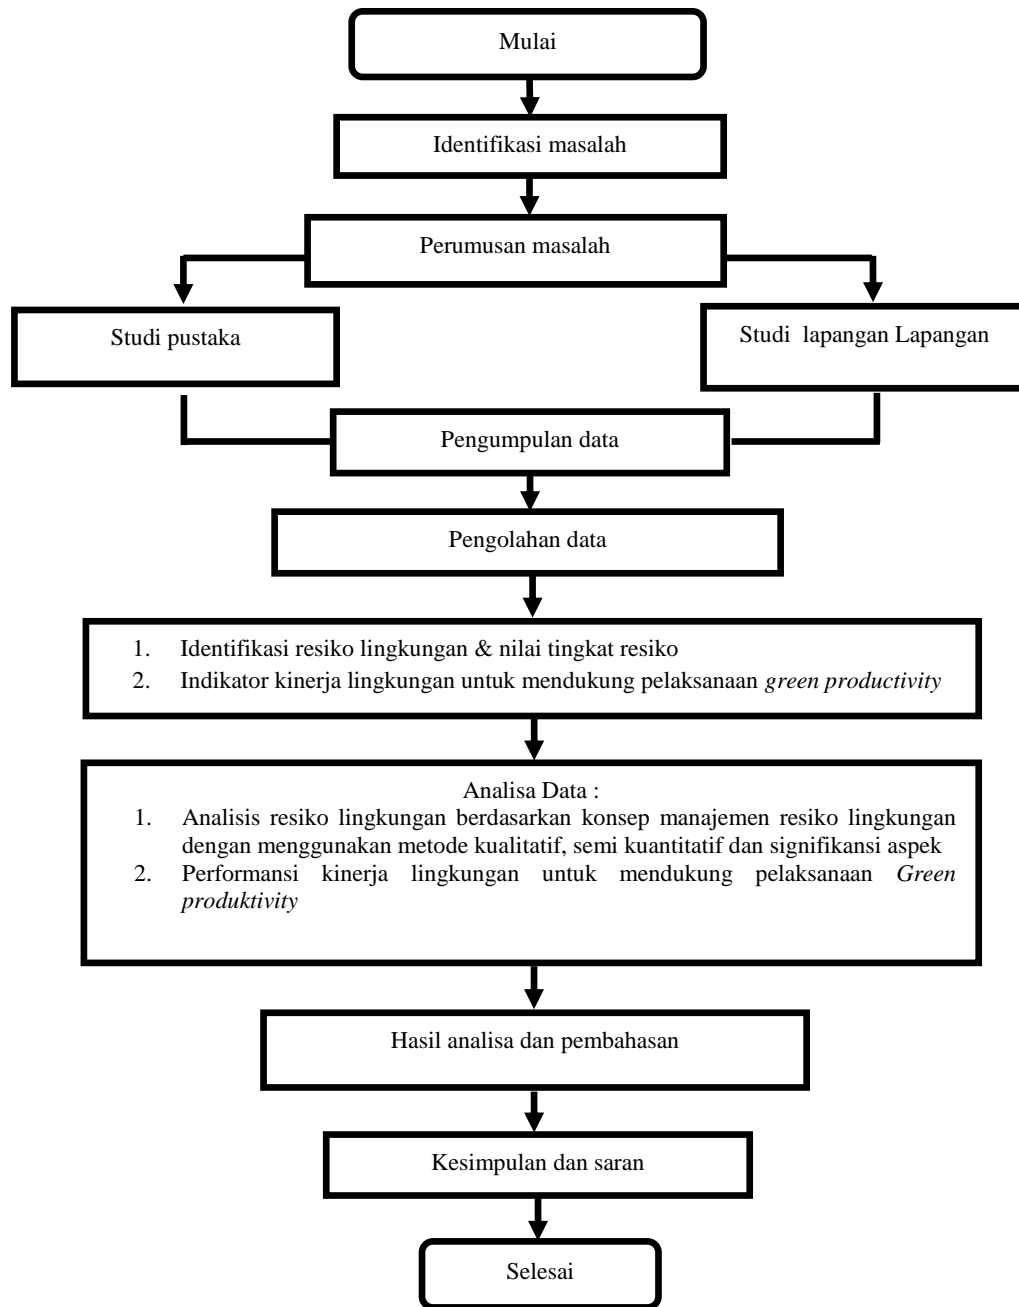 Mulai
Identifikasi masalah
Perumusan masalah
Studi pustaka
Studi lapangan Lapangan
Pengumpulan data
Pengolahan data
1. Identifikasi resiko lingkungan & nilai tingkat resiko
2. Indikator kinerja lingkungan untuk mendukung pelaksanaan green productivity
Analisa Data :
1. Analisis resiko lingkungan berdasarkan konsep manajemen resiko lingkungan
dengan menggunakan metode kualitatif, semi kuantitatif dan signifikansi aspek
2. Performansi kinerja lingkungan untuk mendukung pelaksanaan Green
produktivity
Hasil analisa dan pembahasan
Kesimpulan dan saran
Selesai